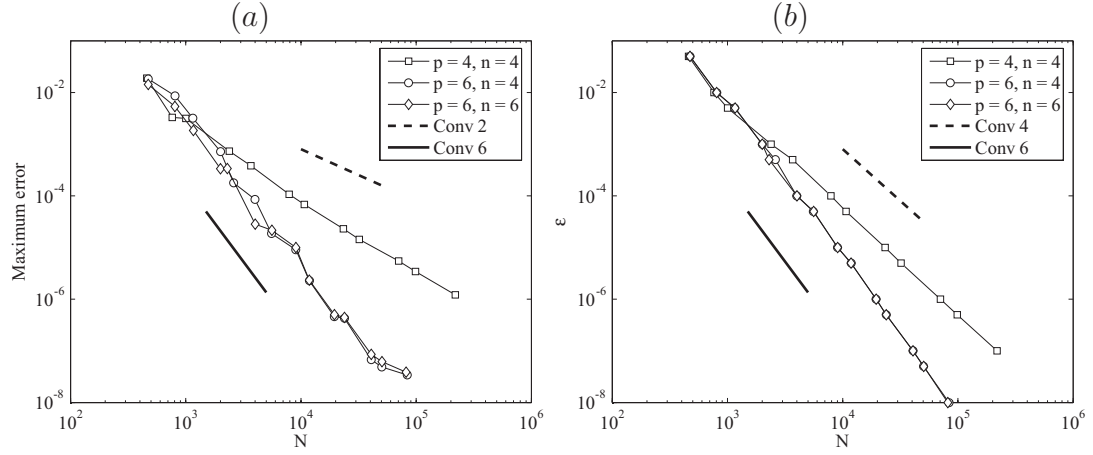 (a)
Maximum error
10^-2
10^-4
10^-6
10^-8
10^2
10^3
10^4
10^5
10^6
N
p = 4, n = 4
p = 6, n = 4
p = 6, n = 6
Conv 2
Conv 6
(b)
ε
10^-2
10^-4
10^-6
10^-8
10^2
10^3
10^4
10^5
10^6
N
p = 4, n = 4
p = 6, n = 4
p = 6, n = 6
Conv 4
Conv 6